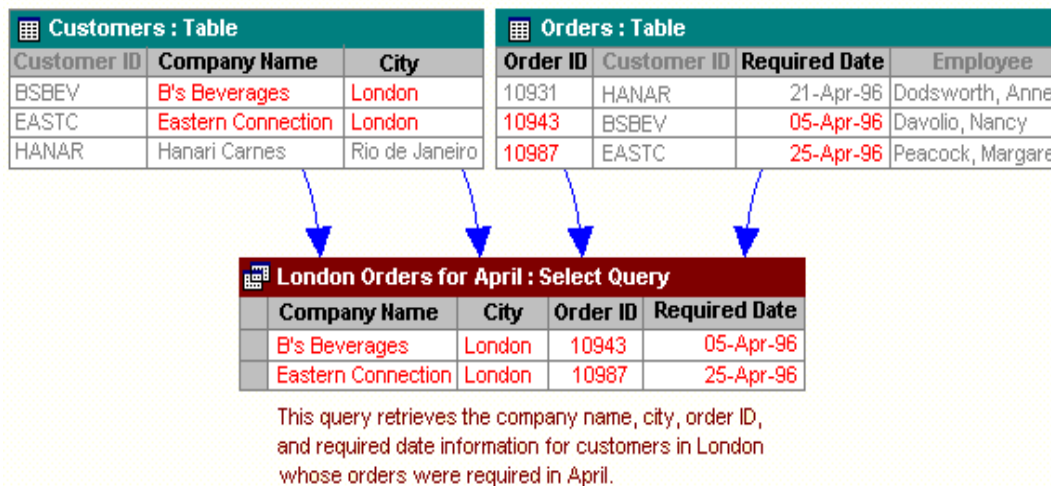 Customers : Table
Customer ID Company Name City
BSBEV B's Beverages London
EASTC Eastern Connection London
HANAR Hanari Carnes Rio de Janeiro
Orders : Table
Order ID Customer ID Required Date Employee
10931 HANAR 21-Apr-96 Dodsworth, Anne
10943 BSBEV 05-Apr-96 Davolio, Nancy
10987 EASTC 25-Apr-96 Peacock, Margare
London Orders for April : Select Query
Company Name City Order ID Required Date
B's Beverages London 10943 05-Apr-96
Eastern Connection London 10987 25-Apr-96
This query retrieves the company name, city, order ID,
and required date information for customers in London
whose orders were required in April.